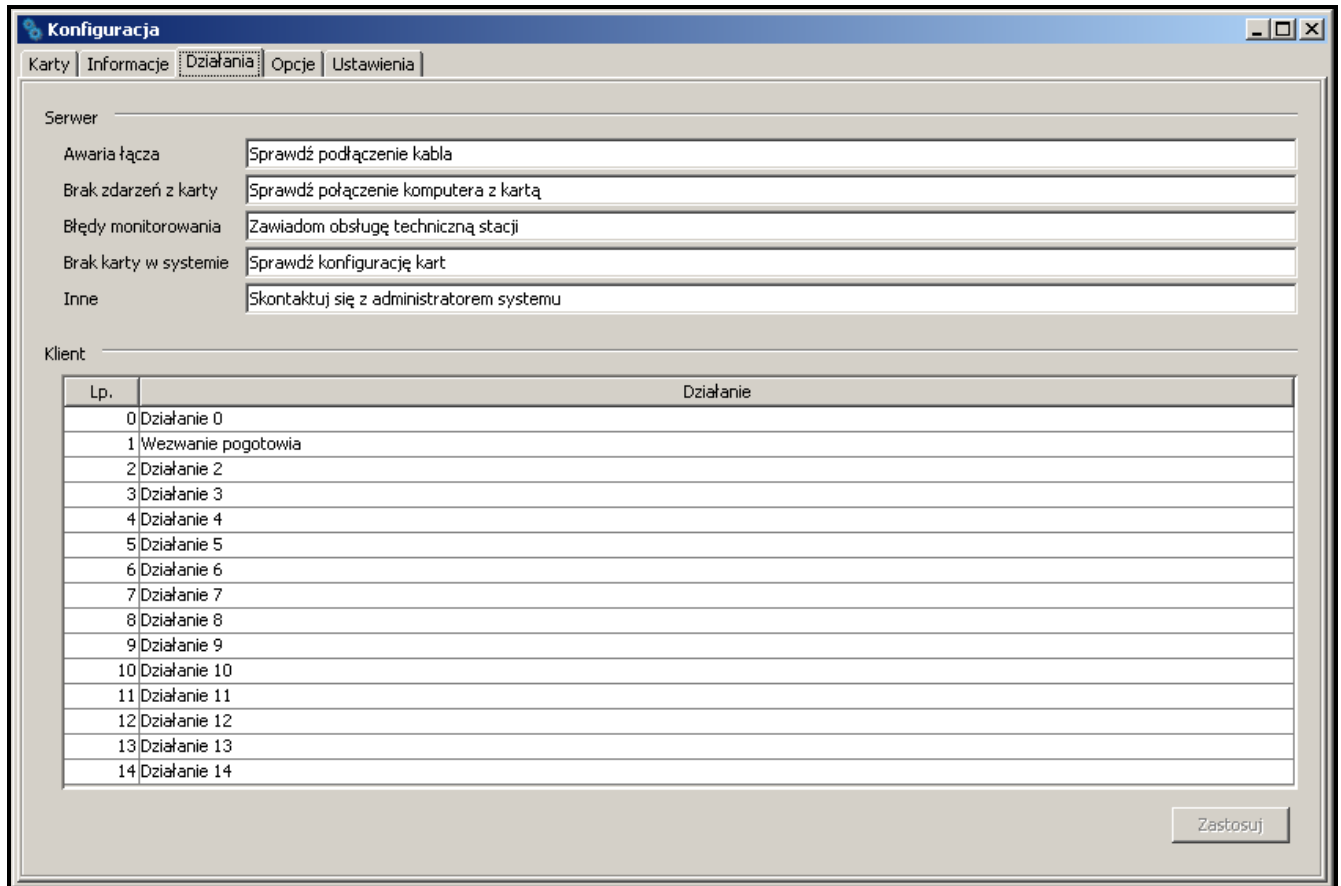 Konfiguracja
Karty Informacje Działania Opcje Ustawienia
Serwer
Awaria łącza Sprawdź podłączenie kabla
Brak zdarzeń z karty Sprawdź połączenie komputera z kartą
Błędy monitorowania Zawiadom obsługę techniczną stacji
Brak karty w systemie Sprawdź konfigurację kart
Inne Skontaktuj się z administratorem systemu
Klient
Lp. Działanie
0 Działanie 0
1 Wezwanie pogotowia
2 Działanie 2
3 Działanie 3
4 Działanie 4
5 Działanie 5
6 Działanie 6
7 Działanie 7
8 Działanie 8
9 Działanie 9
10 Działanie 10
11 Działanie 11
12 Działanie 12
13 Działanie 13
14 Działanie 14
Zastosuj